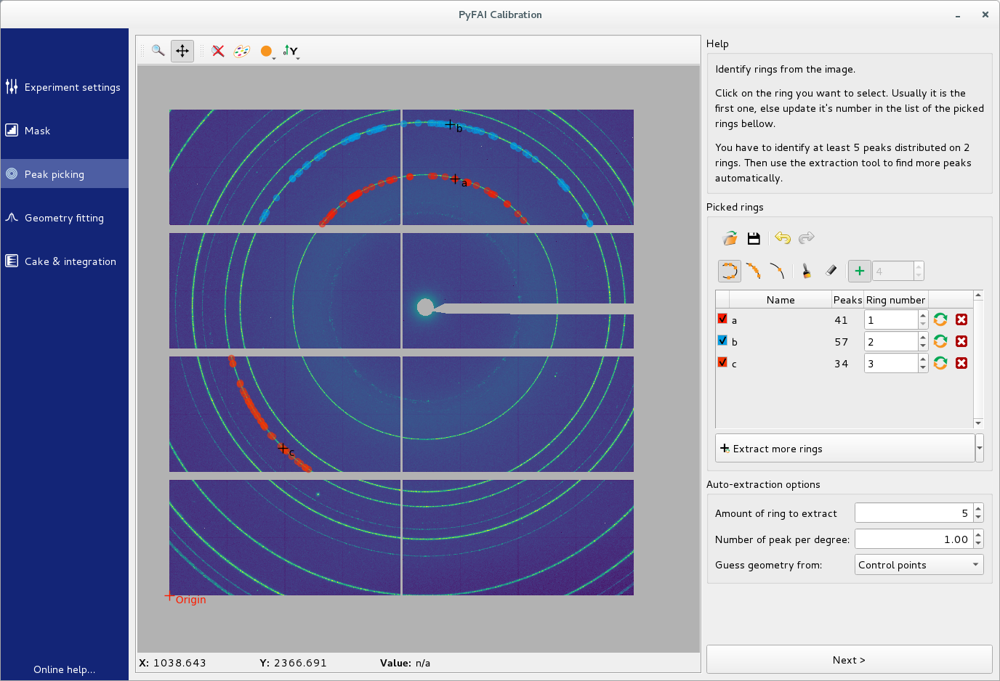 PyFAI Calibration
Experiment settings
Mask
Peak picking
Geometry fitting
Cake & integration
Online help...
Y
b
a
c
Origin
X: 1038.643 Y: 2366.691 Value: n/a
Help
Identify rings from the image.
Click on the ring you want to select. Usually it is the
first one, else update it's number in the list of the picked
rings bellow.
You have to identify at least 5 peaks distributed on 2
rings. Then use the extraction tool to find more peaks
automatically.
Picked rings
4
Name Peaks Ring number
a 41 1
b 57 2
c 34 3
Extract more rings
Auto-extraction options
Amount of ring to extract 5
Number of peak per degree: 1.00
Guess geometry from: Control points
Next >